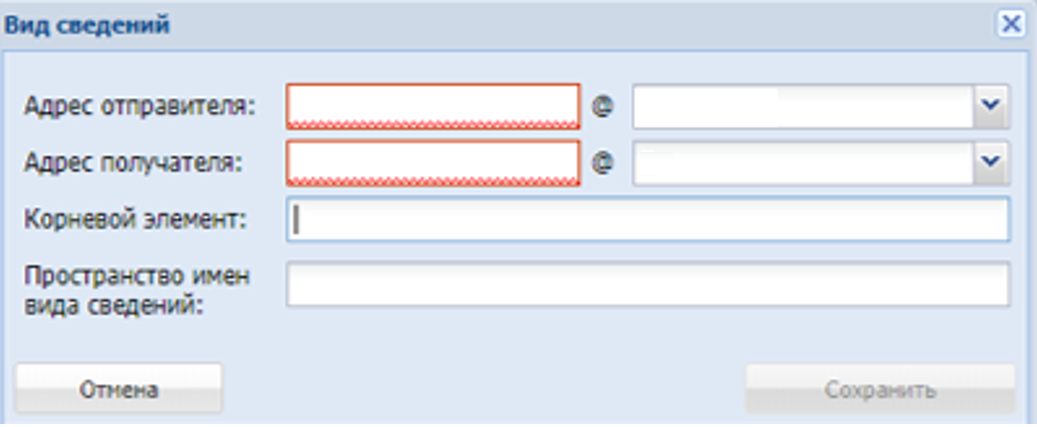 Вид сведений
Адрес отправителя: @
Адрес получателя: @
Корневой элемент:
Пространство имен
вида сведений:
Отмена Сохранить